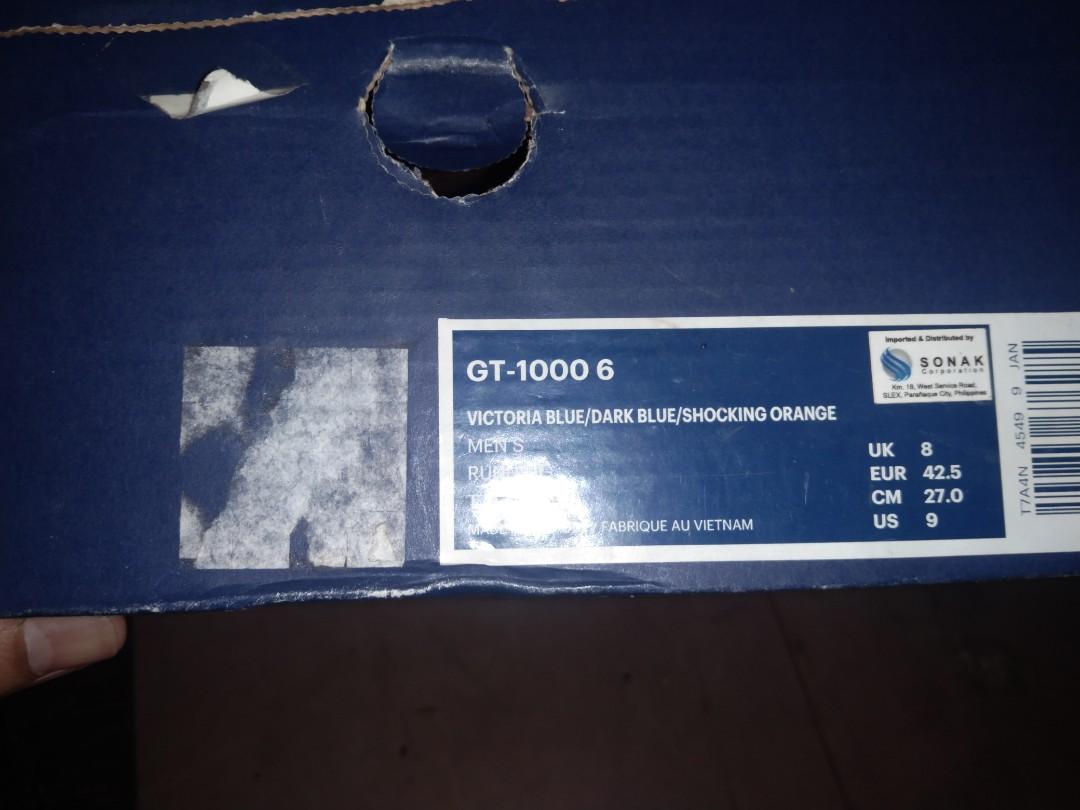 GT-1000 6
VICTORIA BLUE/DARK BLUE/SHOCKING ORANGE
MEN'S
FABRIQUE AU VIETNAM
Imported & Distributed by
SONAK
Corporation
Km. 18, West Service Road,
SLEX, Parañaque City, Philippines
UK 8
EUR 42.5
CM 27.0
US 9
T7A4N 4549 9 JAN